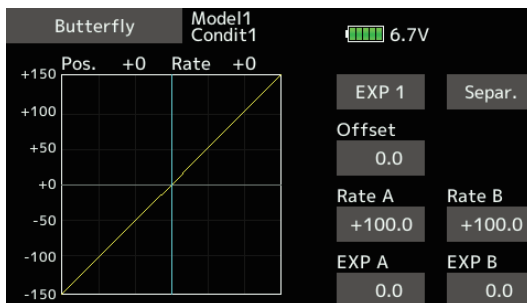 Butterfly
Model1
Condit1
6.7V
Pos. +0 Rate +0
+150
+100
+50
+0
-50
-100
-150
EXP 1 Separ.
Offset
0.0
Rate A Rate B
+100.0 +100.0
EXP A EXP B
0.0 0.0